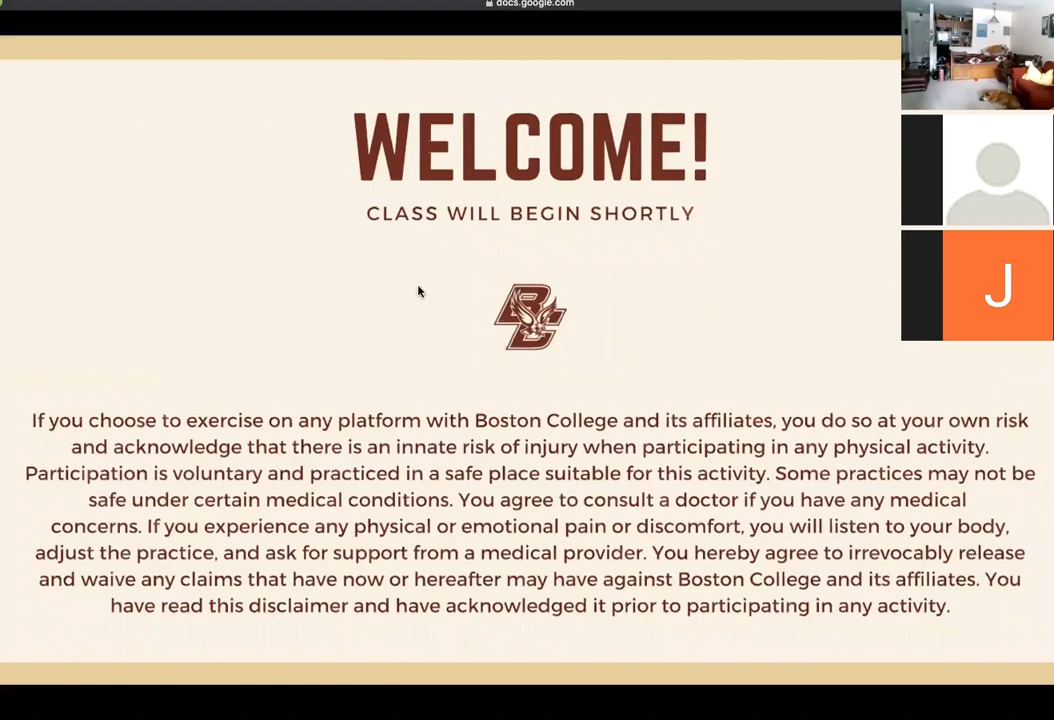 docs.google.com
WELCOME!
CLASS WILL BEGIN SHORTLY
BC
J
If you choose to exercise on any platform with Boston College and its affiliates, you do so at your own risk
and acknowledge that there is an innate risk of injury when participating in any physical activity.
Participation is voluntary and practiced in a safe place suitable for this activity. Some practices may not be
safe under certain medical conditions. You agree to consult a doctor if you have any medical
concerns. If you experience any physical or emotional pain or discomfort, you will listen to your body,
adjust the practice, and ask for support from a medical provider. You hereby agree to irrevocably release
and waive any claims that have now or hereafter may have against Boston College and its affiliates. You
have read this disclaimer and have acknowledged it prior to participating in any activity.